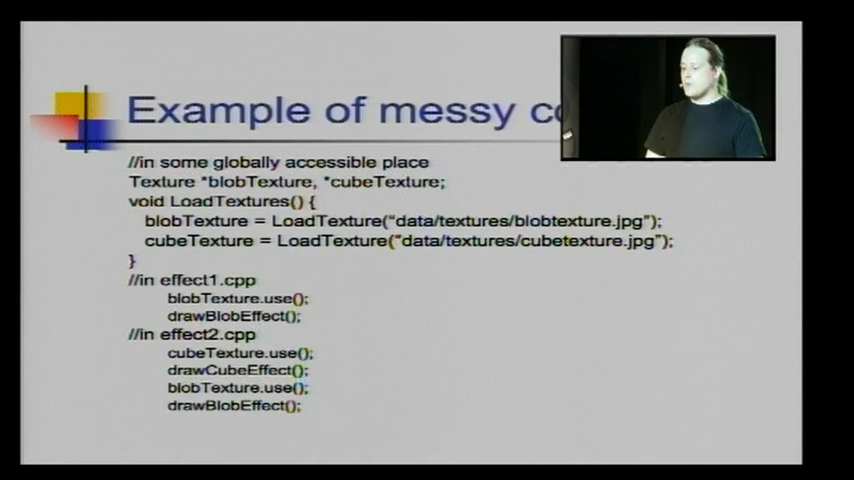 Example of messy
//in some globally accessible place
Texture *blobTexture, *cubeTexture;
void LoadTextures() {
blobTexture = LoadTexture("data/textures/blobtexture.jpg");
cubeTexture = LoadTexture("data/textures/cubetexture.jpg");
}
//in effect1.cpp
blobTexture.use();
drawBlobEffect();
//in effect2.cpp
cubeTexture.use();
drawCubeEffect();
blobTexture.use();
drawBlobEffect();